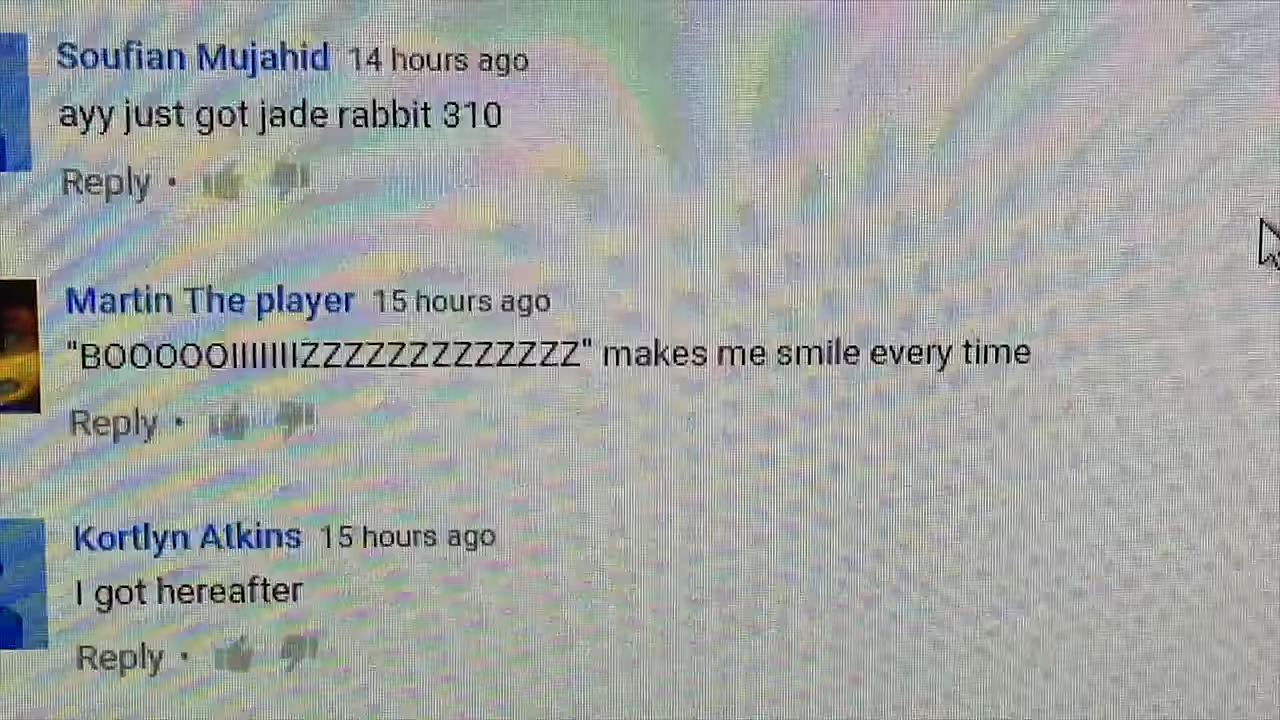 Soufian Mujahid 14 hours ago
ayy just got jade rabbit 310
Reply •
Martin The player 15 hours ago
"BOOOOOIIIIIIIZZZZZZZZZZZZZ" makes me smile every time
Reply •
Kortlyn Atkins 15 hours ago
I got hereafter
Reply •